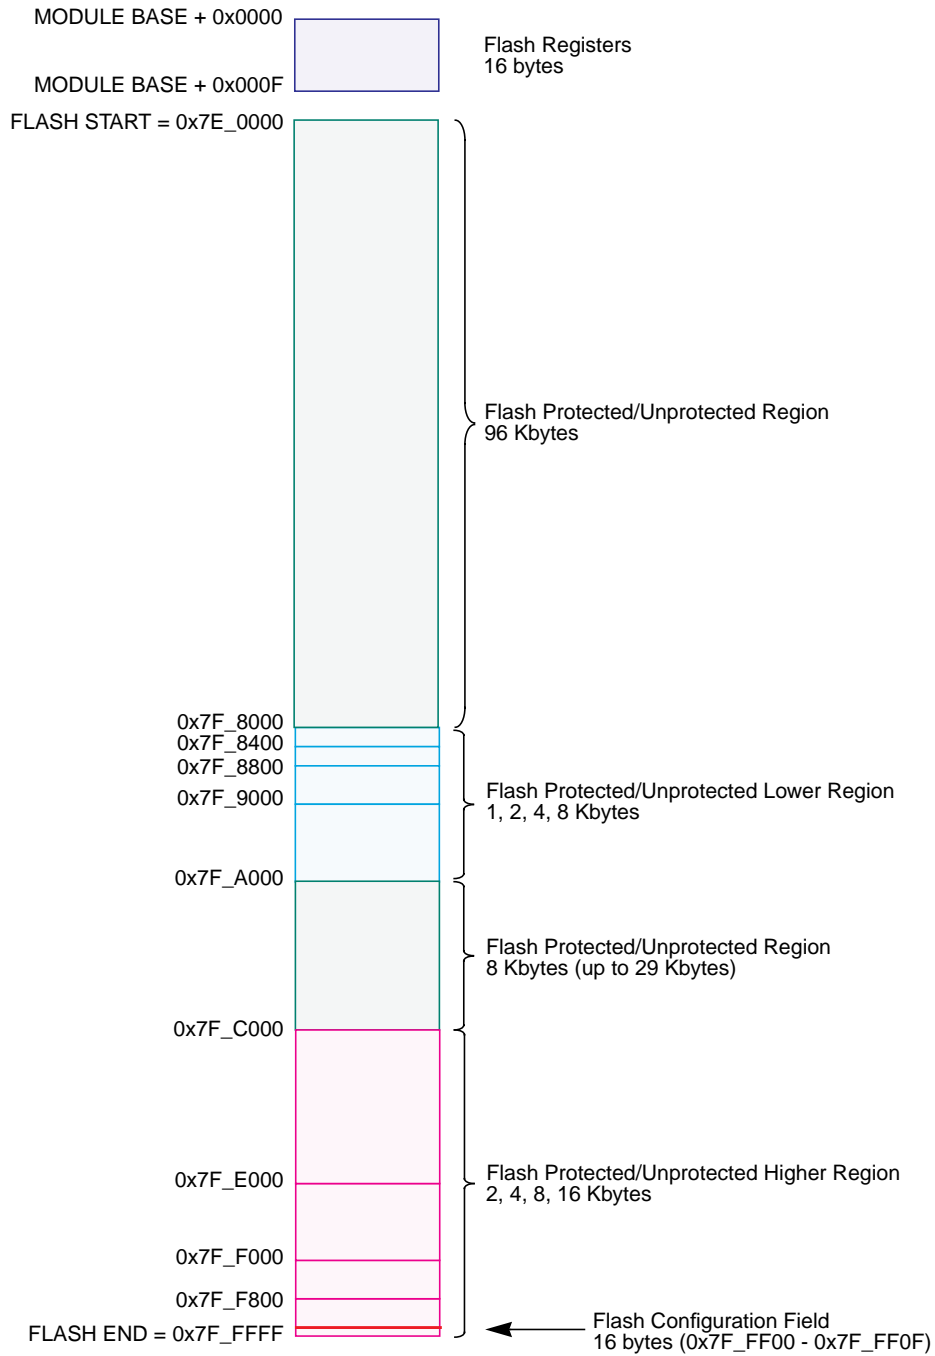 MODULE BASE + 0x0000
Flash Registers
16 bytes
MODULE BASE + 0x000F
FLASH START = 0x7E_0000
Flash Protected/Unprotected Region
96 Kbytes
0x7F_8000
0x7F_8400
0x7F_8800
0x7F_9000
Flash Protected/Unprotected Lower Region
1, 2, 4, 8 Kbytes
0x7F_A000
Flash Protected/Unprotected Region
8 Kbytes (up to 29 Kbytes)
0x7F_C000
Flash Protected/Unprotected Higher Region
2, 4, 8, 16 Kbytes
0x7F_E000
0x7F_F000
0x7F_F800
FLASH END = 0x7F_FFFF
Flash Configuration Field
16 bytes (0x7F_FF00 - 0x7F_FF0F)